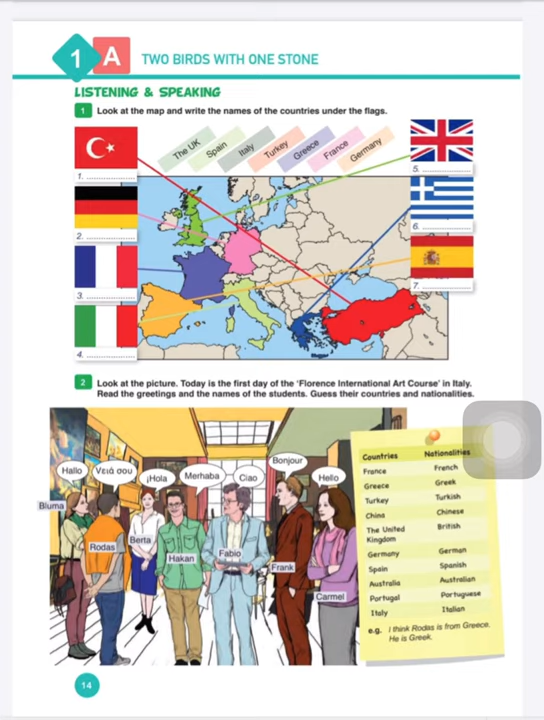 1 A TWO BIRDS WITH ONE STONE
LISTENING & SPEAKING
1 Look at the map and write the names of the countries under the flags.
The UK Spain Italy Turkey Greece France Germany
1. ....................
2. ....................
3. ....................
4. ....................
5. ....................
6. ....................
7. ....................
2 Look at the picture. Today is the first day of the ‘Florence International Art Course’ in Italy.
Read the greetings and the names of the students. Guess their countries and nationalities.
Hallo
Γειά σου
¡Hola
Merhaba
Ciao
Bonjour
Hello
Bluma
Rodas
Berta
Hakan
Fabio
Frank
Carmel
Countries Nationalities
France French
Greece Greek
Turkey Turkish
China Chinese
The United British
Kingdom
Germany German
Spain Spanish
Australia Australian
Portugal Portuguese
Italy Italian
e.g. I think Rodas is from Greece.
He is Greek.
14